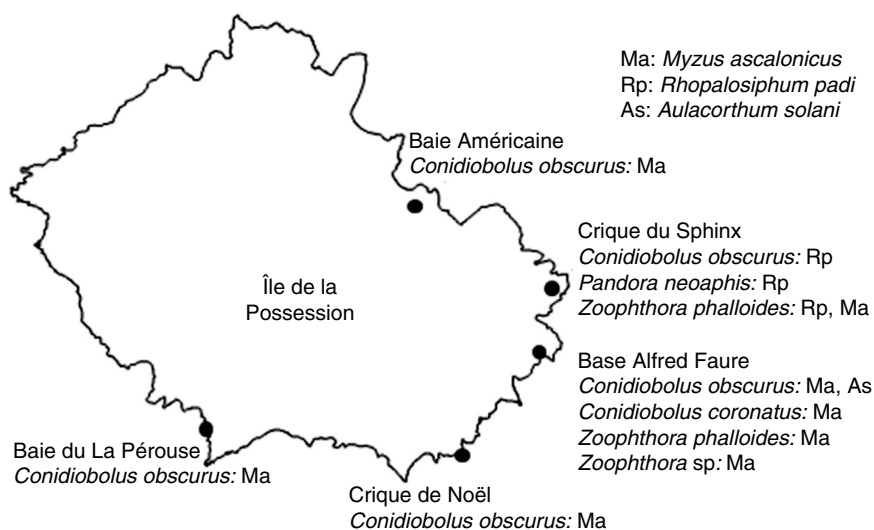 Ma: Myzus ascalonicus
Rp: Rhopalosiphum padi
As: Aulacorthum solani
Baie Américaine
Conidiobolus obscurus: Ma
Crique du Sphinx
Conidiobolus obscurus: Rp
Pandora neoaphis: Rp
Zoophthora phalloides: Rp, Ma
Île de la
Possession
Base Alfred Faure
Conidiobolus obscurus: Ma, As
Conidiobolus coronatus: Ma
Zoophthora phalloides: Ma
Zoophthora sp: Ma
Baie du La Pérouse
Conidiobolus obscurus: Ma
Crique de Noël
Conidiobolus obscurus: Ma